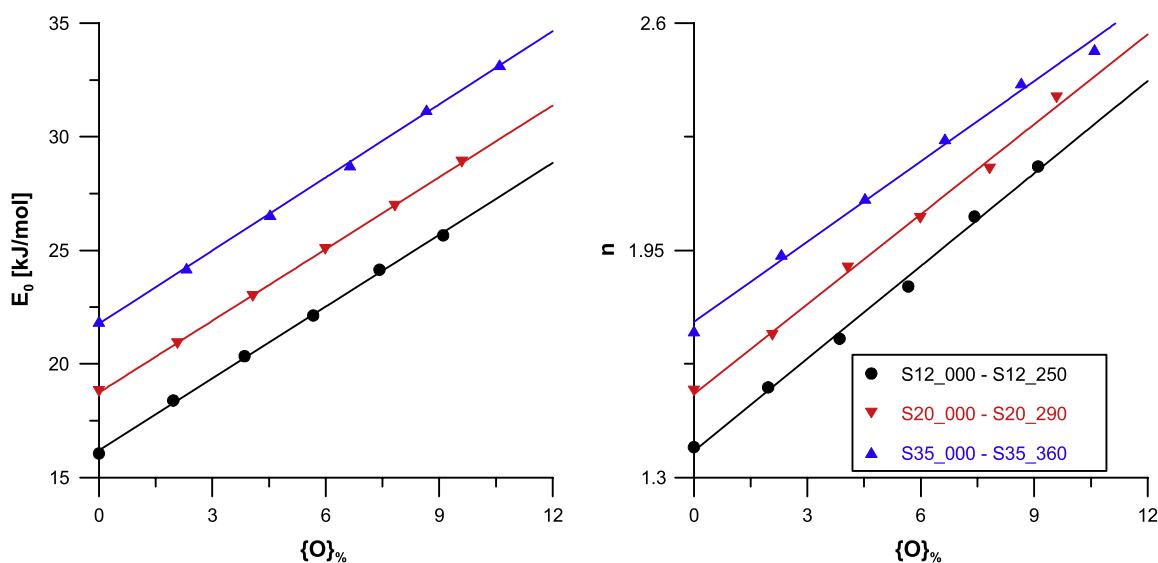 35
30
25
20
15
E0 [kJ/mol]
0 3 6 9 12
{O}%
2.6
1.95
1.3
n
0 3 6 9 12
{O}%
S12_000 - S12_250
S20_000 - S20_290
S35_000 - S35_360